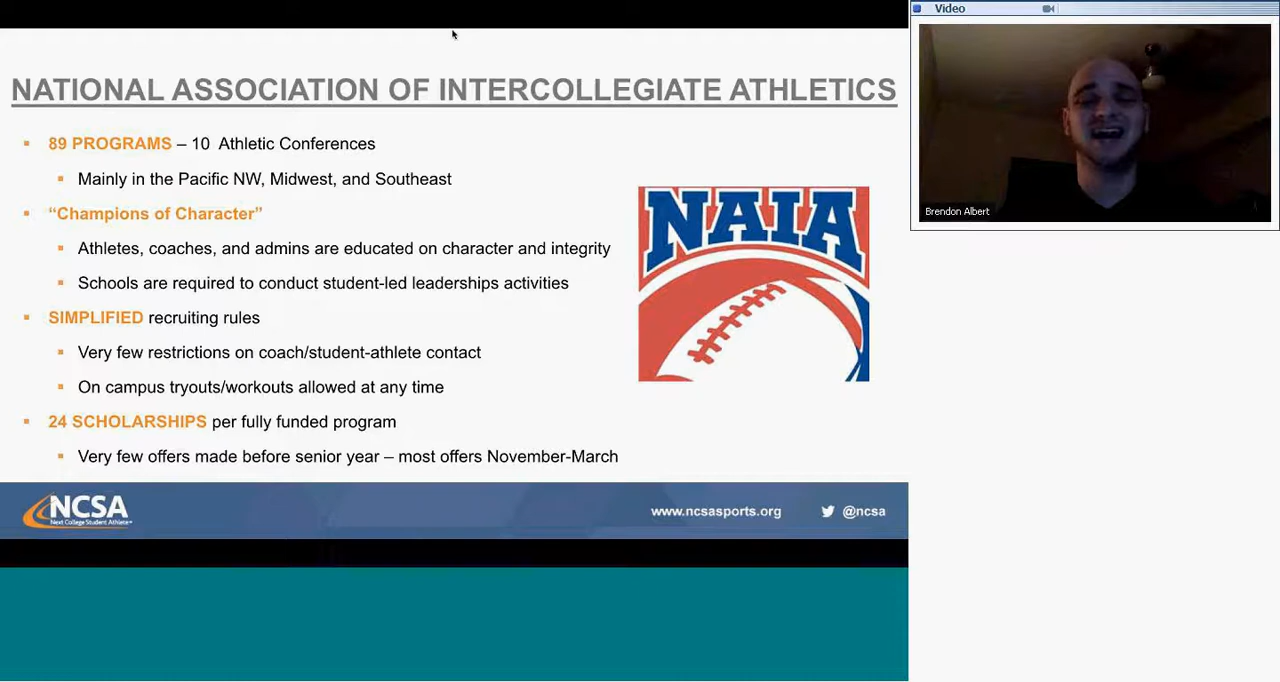 Video
NATIONAL ASSOCIATION OF INTERCOLLEGIATE ATHLETICS
89 PROGRAMS – 10 Athletic Conferences
Mainly in the Pacific NW, Midwest, and Southeast
“Champions of Character”
Athletes, coaches, and admins are educated on character and integrity
Schools are required to conduct student-led leaderships activities
SIMPLIFIED recruiting rules
Very few restrictions on coach/student-athlete contact
On campus tryouts/workouts allowed at any time
24 SCHOLARSHIPS per fully funded program
Very few offers made before senior year – most offers November-March
NAIA
Brendon Albert
NCSA
Next College Student Athlete
www.ncsasports.org
@ncsa